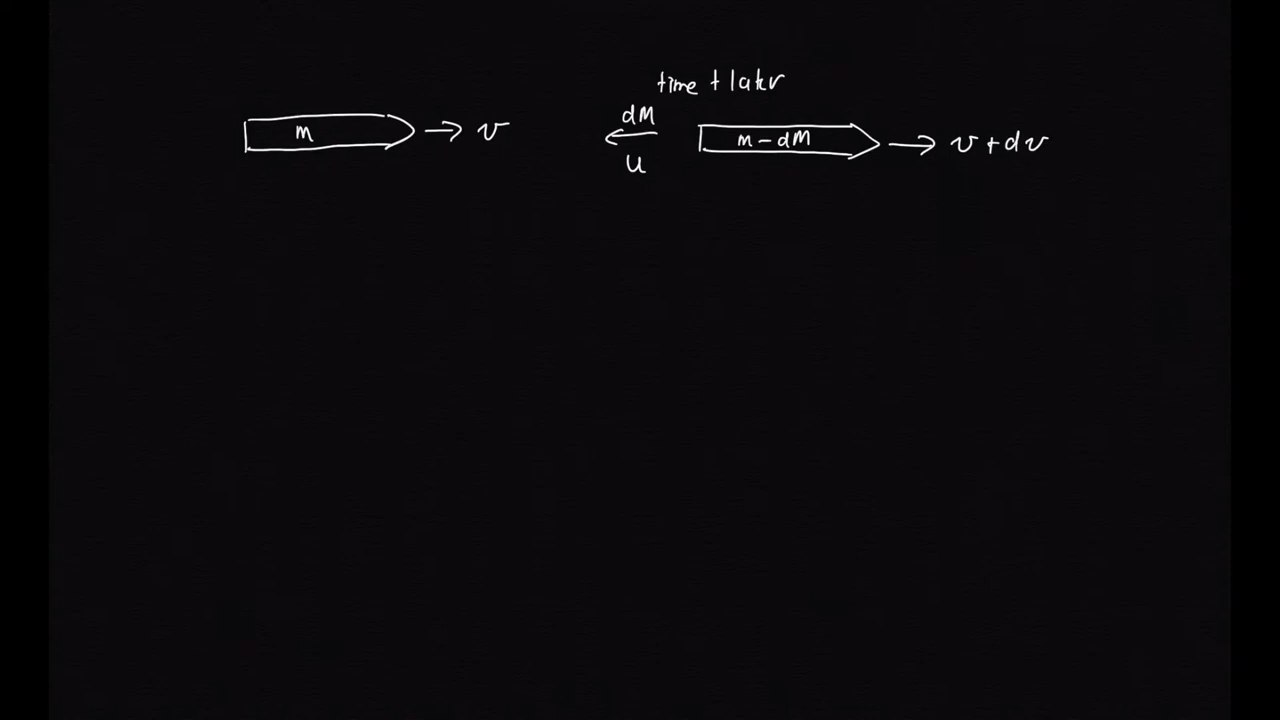 time t later
m → v
dM
← m - dM → v + dv
u